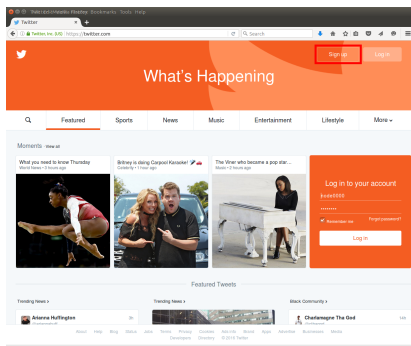 Bookmarks Tools Help
Twitter
Twitter, Inc. (US) https://twitter.com
Search
Sign up
Log in
What's Happening
Featured Sports News Music Entertainment Lifestyle More
Moments · View all
What you need to know Thursday
World News • 3 hours ago
Britney is doing Carpool Karaoke!
Celebrity • 1 hour ago
The Viner who became a pop star…
Music • 2 hours ago
Log in to your account
Remember me
Forgot password?
Log in
Featured Tweets
Trending News >
Trending News >
Black Community >
Arianna Huffington
3h
Charlamagne Tha God
About Help Blog Status Jobs Terms Privacy Cookies Ads info Brand Apps Advertise Businesses Media
Developers Directory © 2016 Twitter